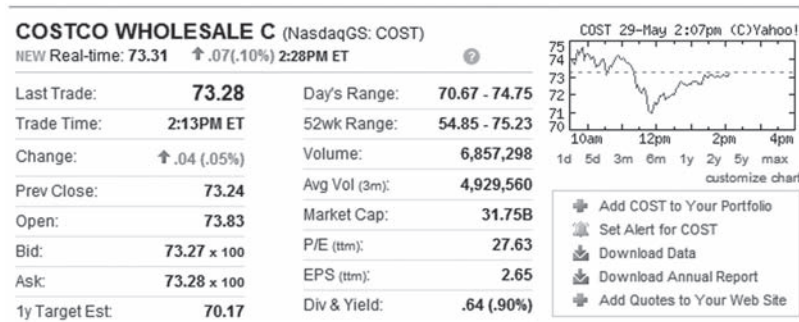 COSTCO WHOLESALE C (NasdaqGS: COST)
NEW Real-time: 73.31 ↑ .07(.10%) 2:28PM ET ?
Last Trade: 73.28
Trade Time: 2:13PM ET
Change: ↑ .04 (.05%)
Prev Close: 73.24
Open: 73.83
Bid: 73.27 x 100
Ask: 73.28 x 100
1y Target Est: 70.17
Day's Range: 70.67 - 74.75
52wk Range: 54.85 - 75.23
Volume: 6,857,298
Avg Vol (3m): 4,929,560
Market Cap: 31.75B
P/E (ttm): 27.63
EPS (ttm): 2.65
Div & Yield: .64 (.90%)
COST 29-May 2:07pm (C)Yahoo!
75
74
73
72
71
70
10am 12pm 2pm 4pm
1d 5d 3m 6m 1y 2y 5y max
customize chart
Add COST to Your Portfolio
Set Alert for COST
Download Data
Download Annual Report
Add Quotes to Your Web Site